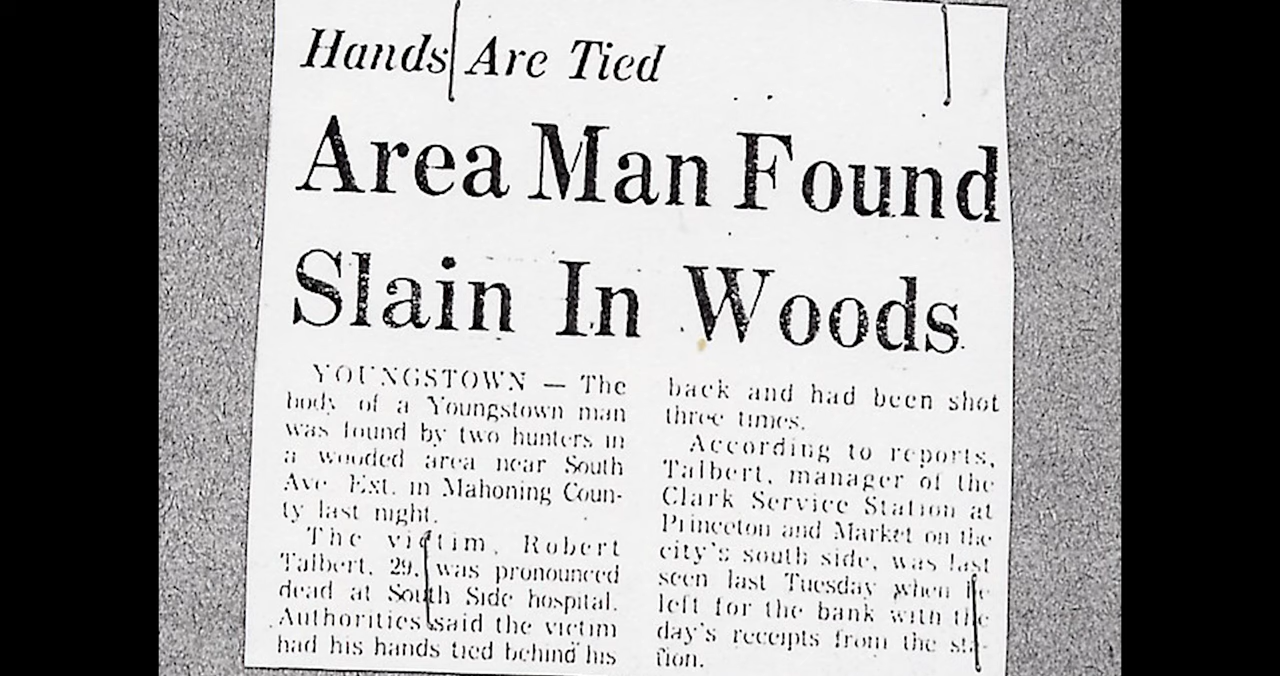 Hands Are Tied
Area Man Found
Slain In Woods
YOUNGSTOWN — The
body of a Youngstown man
was found by two hunters in
a wooded area near South
Ave. Ext. in Mahoning Coun-
ty last night.
The victim, Robert
Talbert, 29, was pronounced
dead at South Side hospital.
Authorities said the victim
had his hands tied behind his
back and had been shot
three times.
According to reports,
Talbert, manager of the
Clark Service Station at
Princeton and Market on the
city's south side, was last
seen last Tuesday when he
left for the bank with the
day's receipts from the sta-
tion.